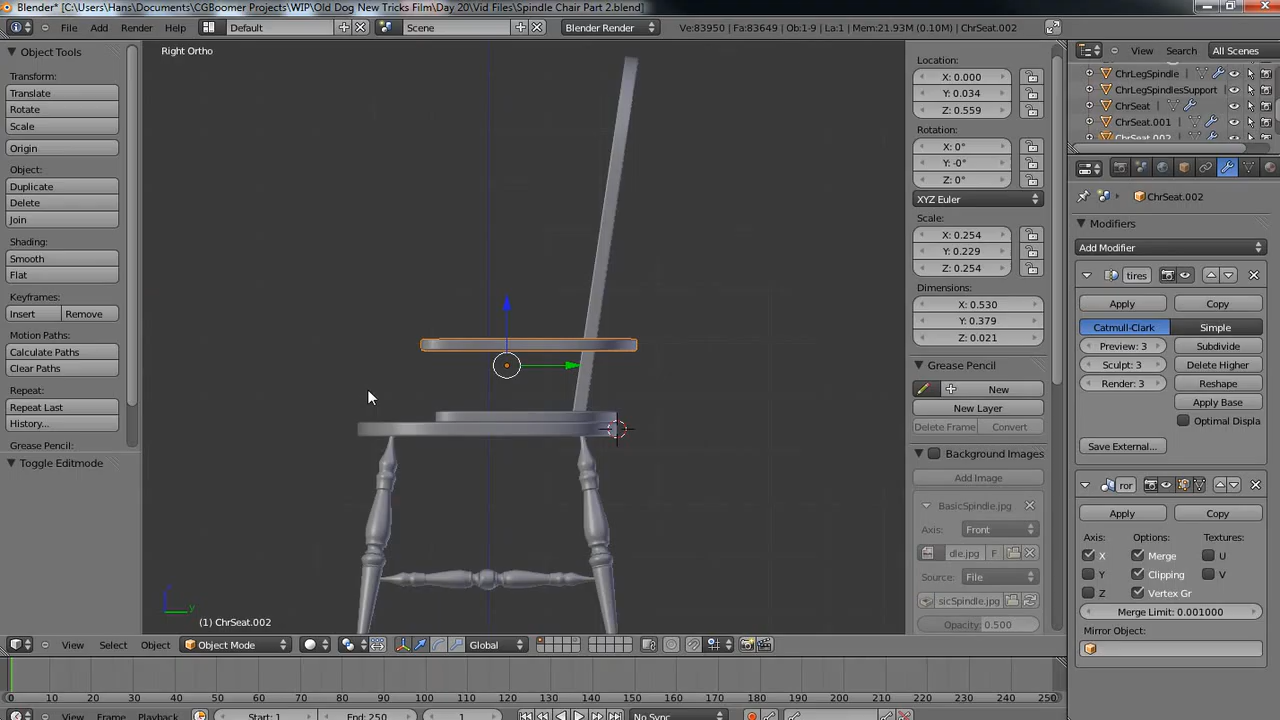 Blender* [C:\Users\Hans\Documents\CGBoomer Projects\WIP\Old Dog New Tricks Film\Day 20\Vid Files\Spindle Chair Part 2.blend]
File Add Render Help Default Scene Blender Render Ve:83950 | Fa:83649 | Ob:1-9 | La:1 | Mem:21.93M (0.10M) | ChrSeat.002
Object Tools
Transform:
Translate
Rotate
Scale
Origin
Object:
Duplicate
Delete
Join
Shading:
Smooth
Flat
Keyframes:
Insert Remove
Motion Paths:
Calculate Paths
Clear Paths
Repeat:
Repeat Last
History...
Grease Pencil:
Toggle Editmode
Right Ortho
(1) ChrSeat.002
Location:
X: 0.000
Y: 0.034
Z: 0.559
Rotation:
X: 0°
Y: -0°
Z: 0°
XYZ Euler
Scale:
X: 0.254
Y: 0.229
Z: 0.254
Dimensions:
X: 0.530
Y: 0.379
Z: 0.021
Grease Pencil
New
New Layer
Delete Frame Convert
Background Images
Add Image
BasicSpindle.jpg
Axis: Front
dle.jpg F
Source: File
sicSpindle.jpg
Opacity: 0.500
View Search All Scenes
ChrLegSpindle
ChrLegSpindlesSupport
ChrSeat
ChrSeat.001
ChrSeat.002
ChrSeat.002
Modifiers
Add Modifier
tires
Apply Copy
Catmull-Clark Simple
Preview: 3 Subdivide
Sculpt: 3 Delete Higher
Render: 3 Reshape
Apply Base
Optimal Displa
Save External...
ror
Apply Copy
Axis: Options: Textures:
X Merge U
Y Clipping V
Z Vertex Gr
Merge Limit: 0.001000
Mirror Object:
View Select Object Object Mode Global
0 10 20 30 40 50 60 70 80 90 100 110 120 130 140 150 160 170 180 190 200 210 220 230 240 250
View Marker Frame Playback Start: 1 End: 250 1 No Sync